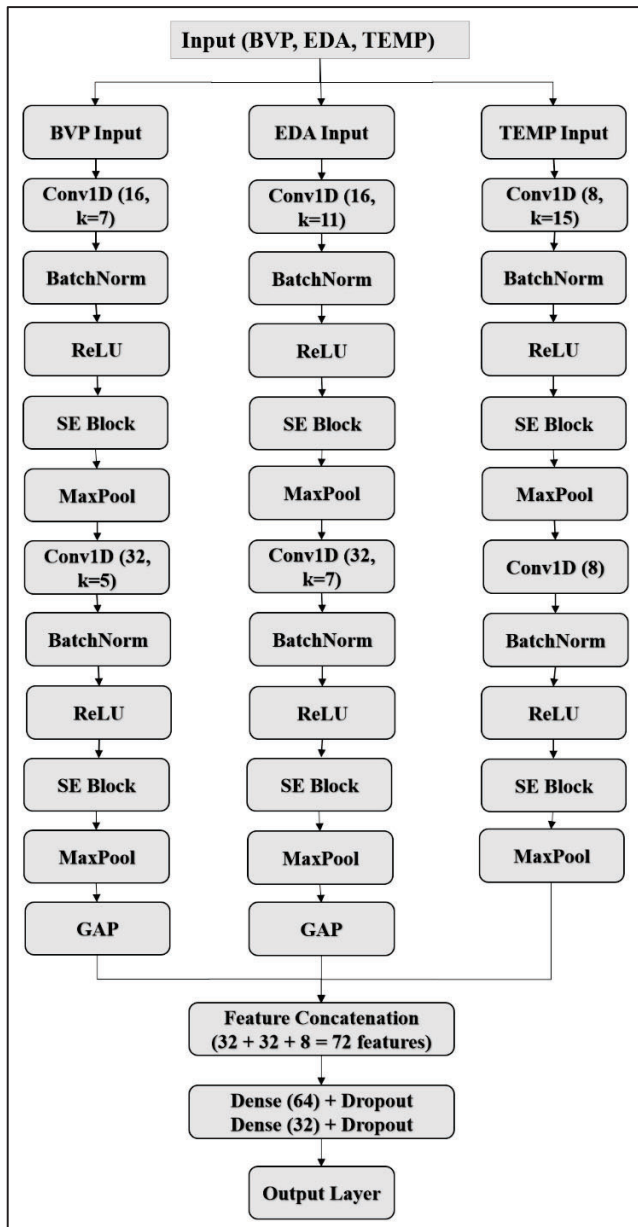 Input (BVP, EDA, TEMP)
BVP Input
Conv1D (16,
k=7)
BatchNorm
ReLU
SE Block
MaxPool
Conv1D (32,
k=5)
BatchNorm
ReLU
SE Block
MaxPool
GAP
EDA Input
Conv1D (16,
k=11)
BatchNorm
ReLU
SE Block
MaxPool
Conv1D (32,
k=7)
BatchNorm
ReLU
SE Block
MaxPool
GAP
TEMP Input
Conv1D (8,
k=15)
BatchNorm
ReLU
SE Block
MaxPool
Conv1D (8)
BatchNorm
ReLU
SE Block
MaxPool
Feature Concatenation
(32 + 32 + 8 = 72 features)
Dense (64) + Dropout
Dense (32) + Dropout
Output Layer